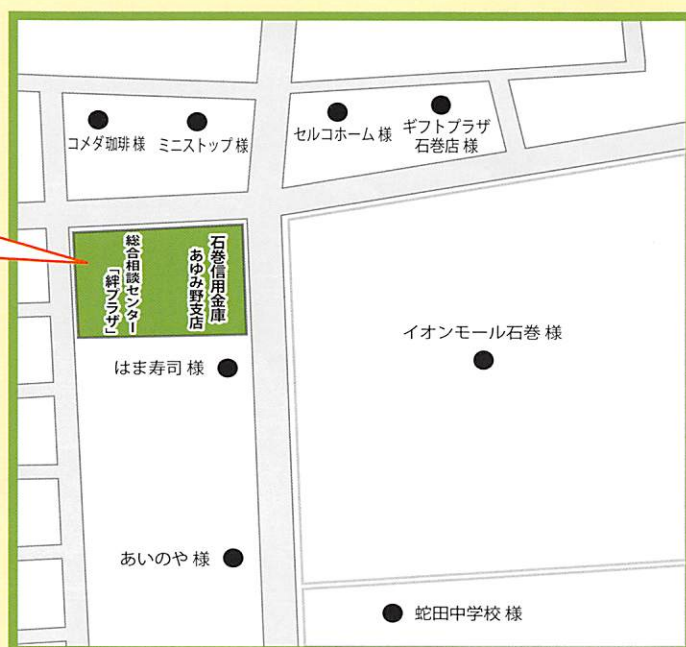 コメダ珈琲 様
ミニストップ 様
セルコホーム 様
ギフトプラザ
石巻店 様
石巻信用金庫
あゆみ野支店
総合相談センター
「絆プラザ」
イオンモール石巻 様
はま寿司 様
あいのや 様
蛇田中学校 様